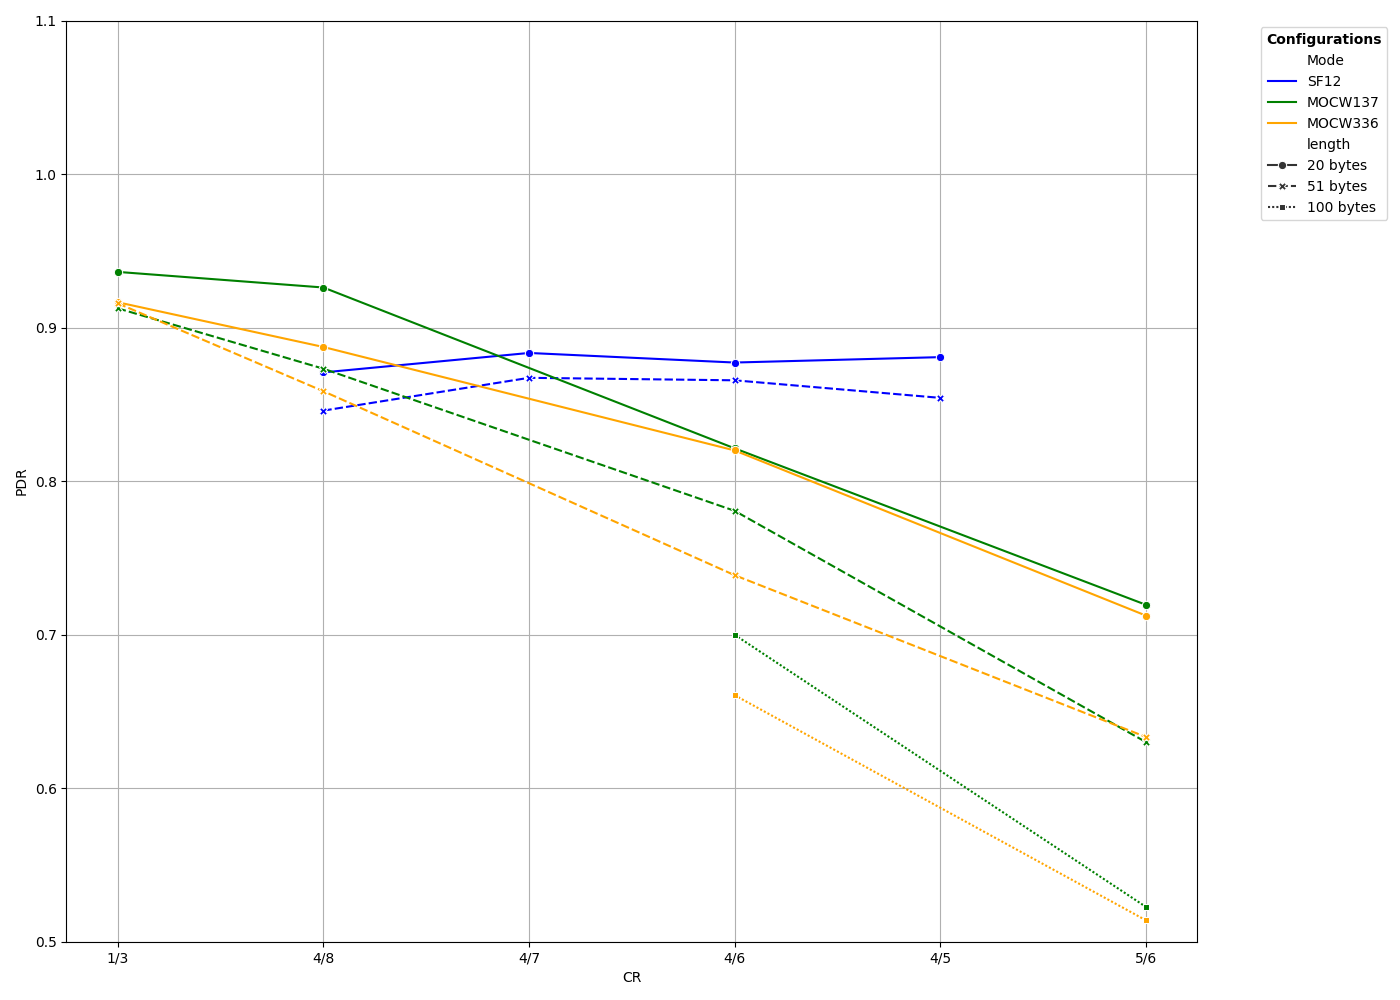 1.1
1.0
0.9
0.8
0.7
0.6
0.5
PDR
1/3 4/8 4/7 4/6 4/5 5/6
CR
Configurations
Mode
SF12
MOCW137
MOCW336
length
20 bytes
51 bytes
100 bytes